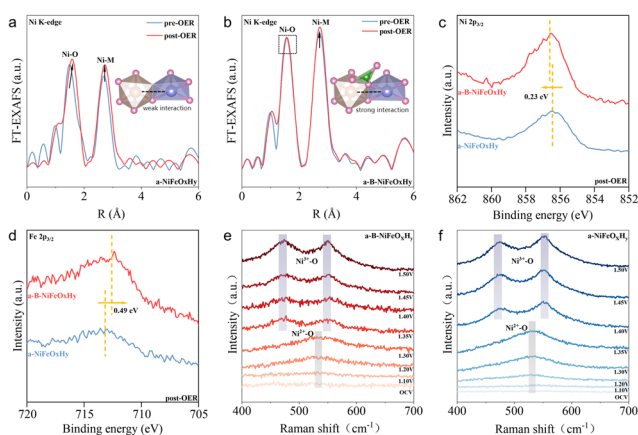 a
Ni K-edge
pre-OER
post-OER
Ni-O
Ni-M
weak interaction
a-NiFeOxHy
FT-EXAFS (a.u.)
0 1 2 3 4 5 6
R (Å)
b
Ni K-edge
pre-OER
post-OER
Ni-O
Ni-M
strong interaction
a-B-NiFeOxHy
FT-EXAFS (a.u.)
0 1 2 3 4 5 6
R (Å)
c
Ni 2p3/2
a-B-NiFeOxHy
0.23 eV
a-NiFeOxHy
post-OER
Intensity (a.u.)
862 860 858 856 854 852
Binding energy (eV)
d
Fe 2p3/2
a-B-NiFeOxHy
0.49 eV
a-NiFeOxHy
post-OER
Intensity (a.u.)
720 715 710 705
Binding energy (eV)
e
a-B-NiFeOXHy
Ni3+-O
1.50V
1.45V
1.40V
1.35V
Ni2+-O
1.30V
1.20V
1.10V
OCV
Intensity (a.u.)
400 500 600 700
Raman shift (cm−1)
f
a-NiFeOXHy
Ni3+-O
1.50V
1.45V
1.40V
Ni2+-O
1.35V
1.30V
1.20V
1.10V
OCV
Intensity (a.u.)
400 500 600 700
Raman shift (cm−1)